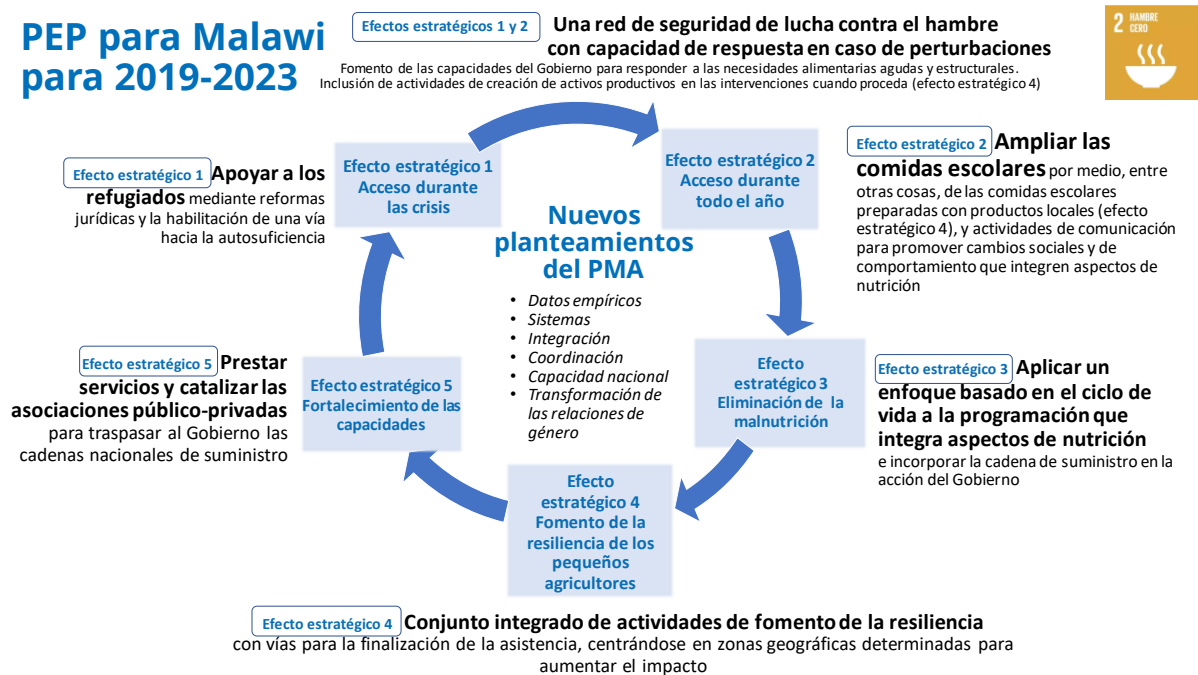 PEP para Malawi
para 2019-2023
Efectos estratégicos 1 y 2 Una red de seguridad de lucha contra el hambre
con capacidad de respuesta en caso de perturbaciones
Fomento de las capacidades del Gobierno para responder a las necesidades alimentarias agudas y estructurales.
Inclusión de actividades de creación de activos productivos en las intervenciones cuando proceda (efecto estratégico 4)
2 HAMBRE
CERO
Efecto estratégico 1 Apoyar a los
refugiados mediante reformas
jurídicas y la habilitación de una vía
hacia la autosuficiencia
Efecto estratégico 1
Acceso durante
las crisis
Efecto estratégico 2
Acceso durante
todo el año
Efecto estratégico 2 Ampliar las
comidas escolares por medio, entre
otras cosas, de las comidas escolares
preparadas con productos locales (efecto
estratégico 4), y actividades de comunicación
para promover cambios sociales y de
comportamiento que integren aspectos de
nutrición
Nuevos
planteamientos
del PMA
• Datos empíricos
• Sistemas
• Integración
• Coordinación
• Capacidad nacional
• Transformación de
las relaciones de
género
Efecto estratégico 5 Prestar
servicios y catalizar las
asociaciones público-privadas
para traspasar al Gobierno las
cadenas nacionales de suministro
Efecto estratégico 5
Fortalecimiento de las
capacidades
Efecto
estratégico 3
Eliminación de la
malnutrición
Efecto estratégico 3 Aplicar un
enfoque basado en el ciclo de
vida a la programación que
integra aspectos de nutrición
e incorporar la cadena de suministro en la
acción del Gobierno
Efecto
estratégico 4
Fomento de la
resiliencia de los
pequeños
agricultores
Efecto estratégico 4 Conjunto integrado de actividades de fomento de la resiliencia
con vías para la finalización de la asistencia, centrándose en zonas geográficas determinadas para
aumentar el impacto